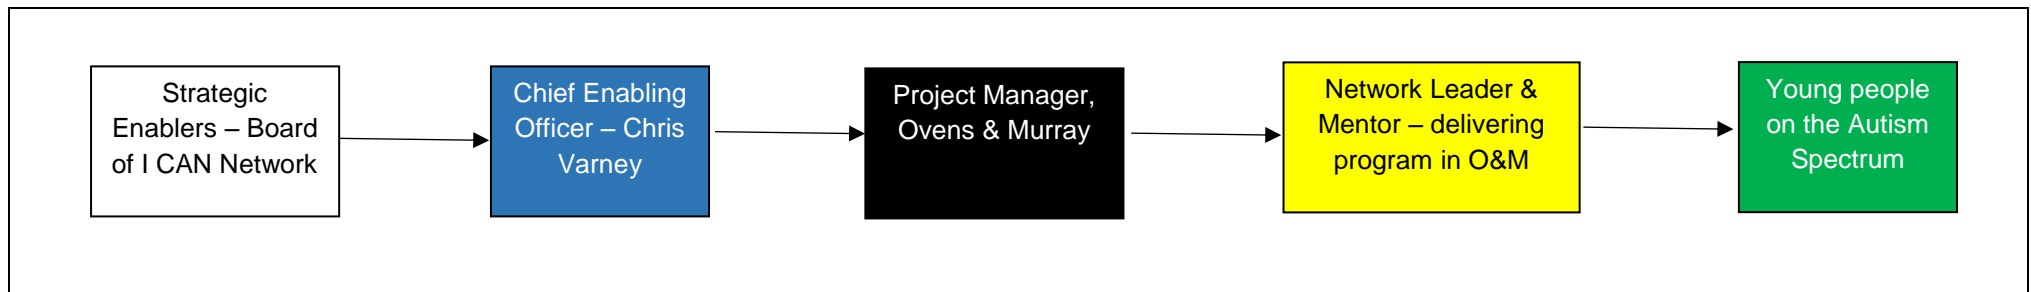 Strategic
Enablers – Board
of I CAN Network
Chief Enabling
Officer – Chris
Varney
Project Manager,
Ovens & Murray
Network Leader &
Mentor – delivering
program in O&M
Young people
on the Autism
Spectrum